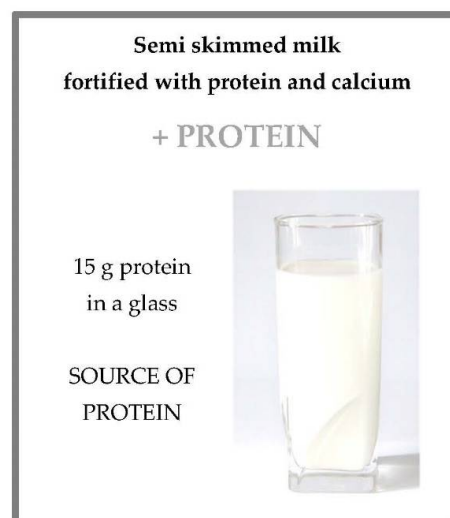 Semi skimmed milk
fortified with protein and calcium
+ PROTEIN
15 g protein
in a glass
SOURCE OF
PROTEIN